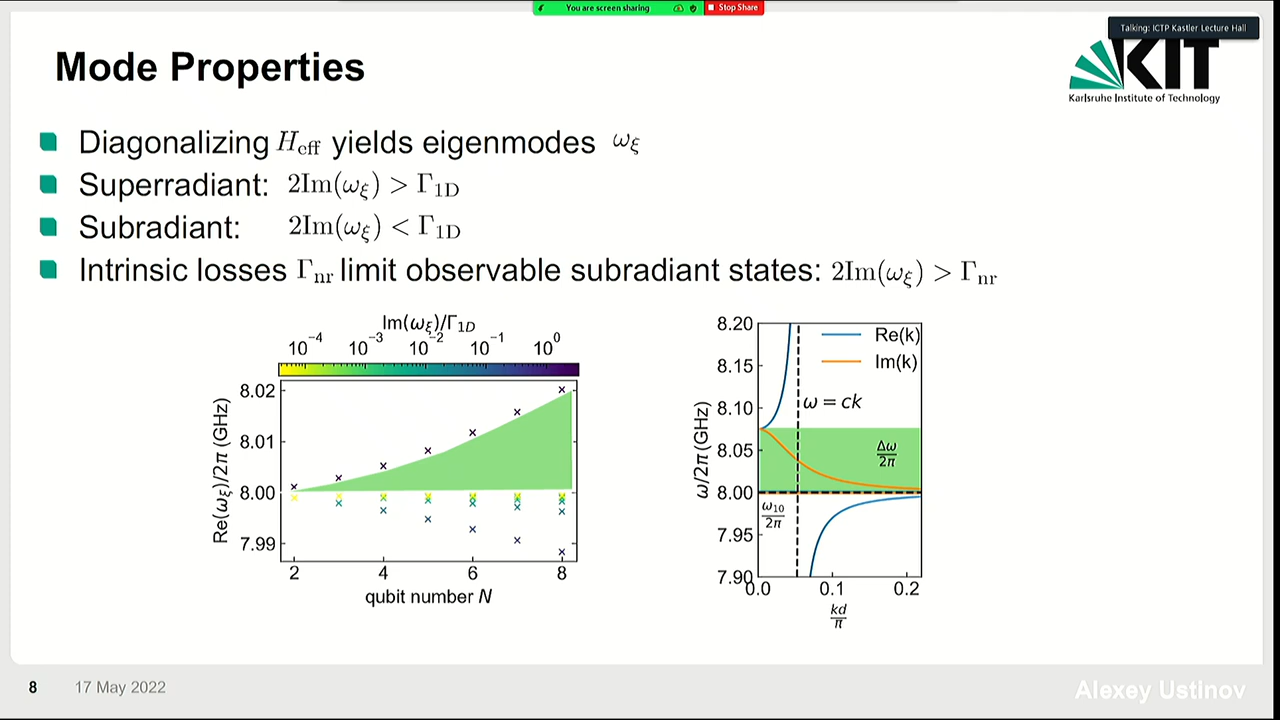 You are screen sharing
Stop Share
Talking: ICTP Kastler Lecture Hall
Mode Properties
KIT
Karlsruhe Institute of Technology
Diagonalizing H_eff yields eigenmodes ω_ξ
Superradiant: 2Im(ω_ξ) > Γ_1D
Subradiant: 2Im(ω_ξ) < Γ_1D
Intrinsic losses Γ_nr limit observable subradiant states: 2Im(ω_ξ) > Γ_nr
Im(ω_ξ)/Γ_1D
10^−4 10^−3 10^−2 10^−1 10^0
Re(ω_ξ)/2π (GHz)
8.02
8.01
8.00
7.99
2 4 6 8
qubit number N
ω/2π (GHz)
8.20
8.15
8.10
8.05
8.00
7.95
7.90
Re(k)
Im(k)
ω = ck
Δω/2π
ω_10/2π
0.0 0.1 0.2
kd/π
8 17 May 2022
Alexey Ustinov